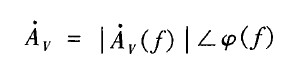 Ȧ_V = |Ȧ_V(f)|∠φ(f)